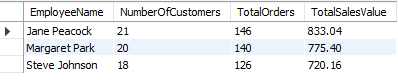 EmployeeName NumberOfCustomers TotalOrders TotalSalesValue
Jane Peacock 21 146 833.04
Margaret Park 20 140 775.40
Steve Johnson 18 126 720.16